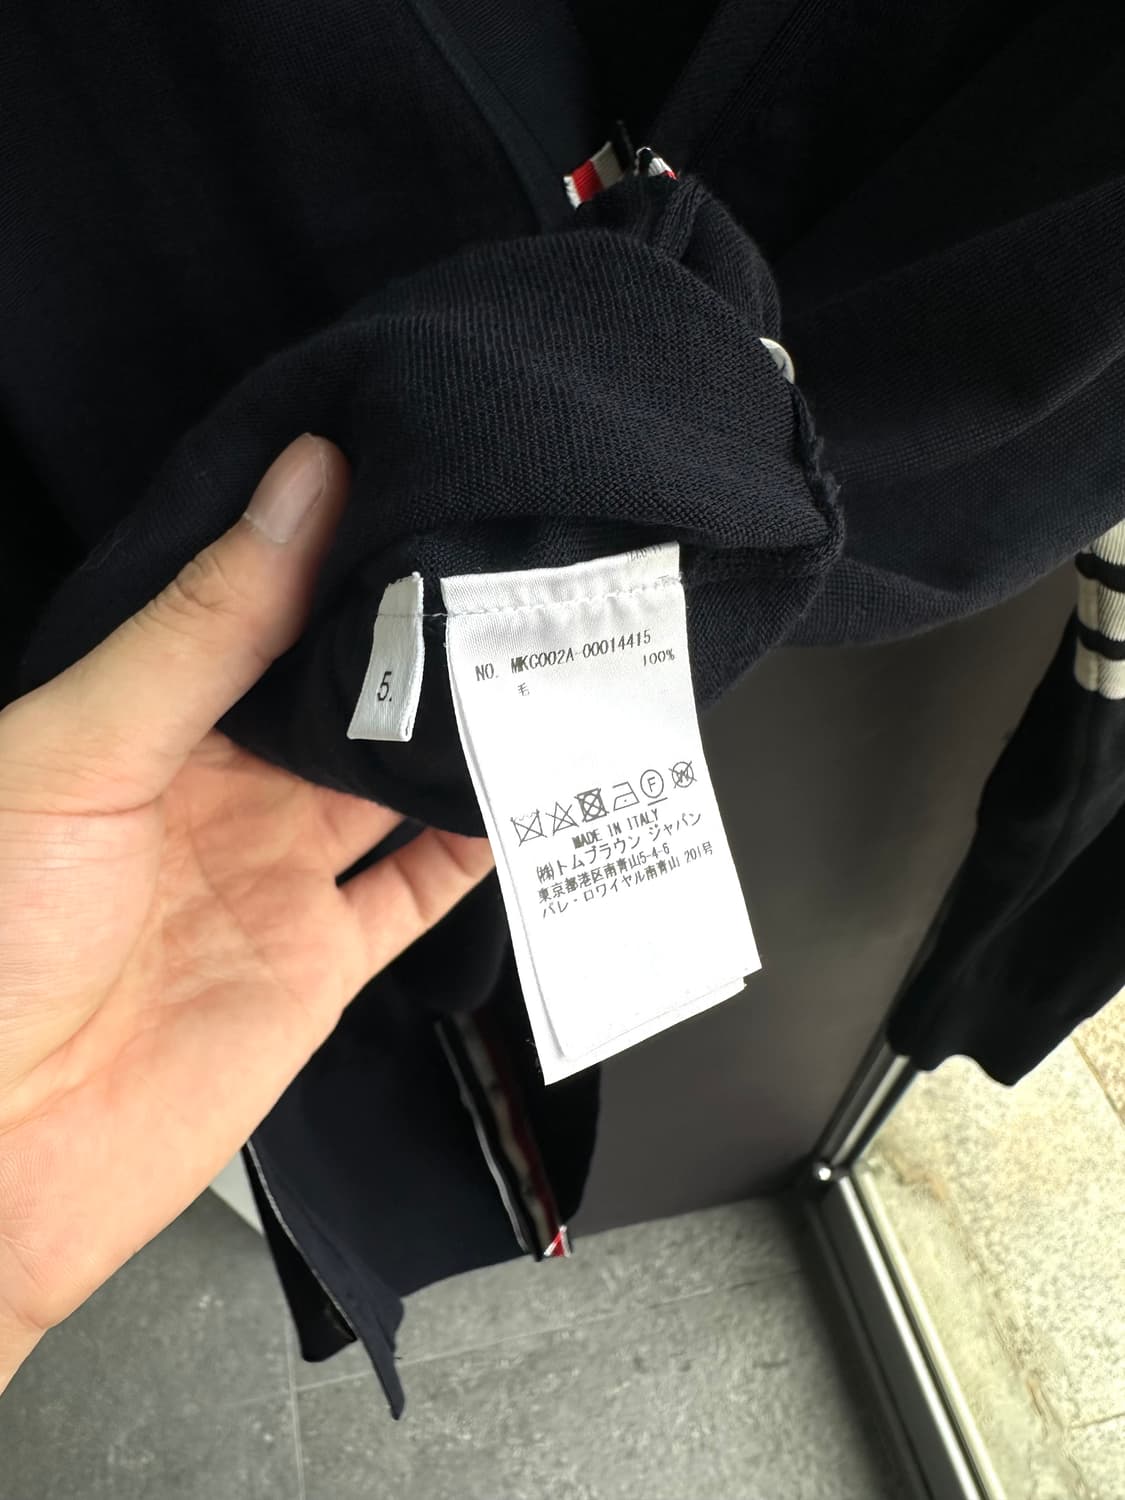 5.
NO. MKC002A-00014415
毛 100%
F
W
MADE IN ITALY
㈱トムブラウン ジャパン
東京都港区南青山5-4-6
パレ・ロワイヤル南青山 201号